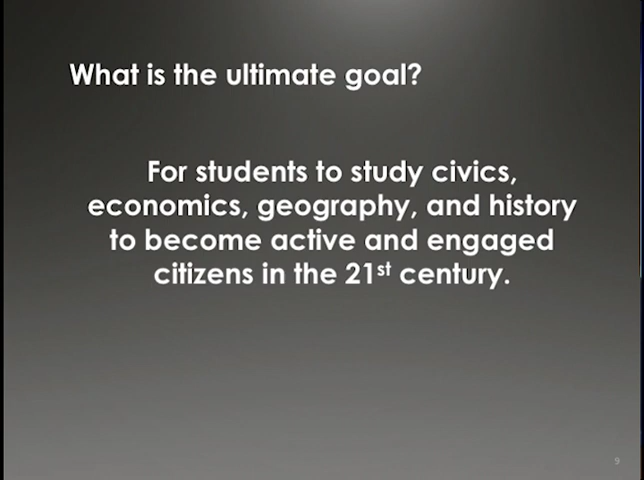 What is the ultimate goal?
For students to study civics,
economics, geography, and history
to become active and engaged
citizens in the 21st century.
9